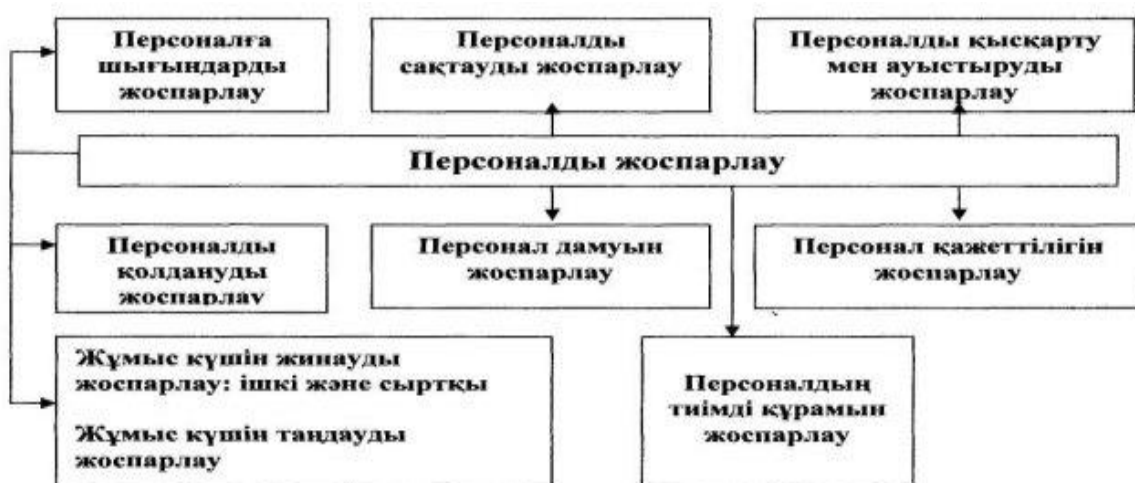 Персоналға
шығындарды
жоспарлау
Персоналды
сақтауды жоспарлау
Персоналды қысқарту
мен ауыстыруды
жоспарлау
Персоналды жоспарлау
Персоналды
қолдануды
жоспарлау
Персонал дамуын
жоспарлау
Персонал қажеттілігін
жоспарлау
Жұмыс күшін жинауды
жоспарлау: ішкі және сыртқы
Жұмыс күшін таңдауды
жоспарлау
Персоналдың
тиімді құрамын
жоспарлау